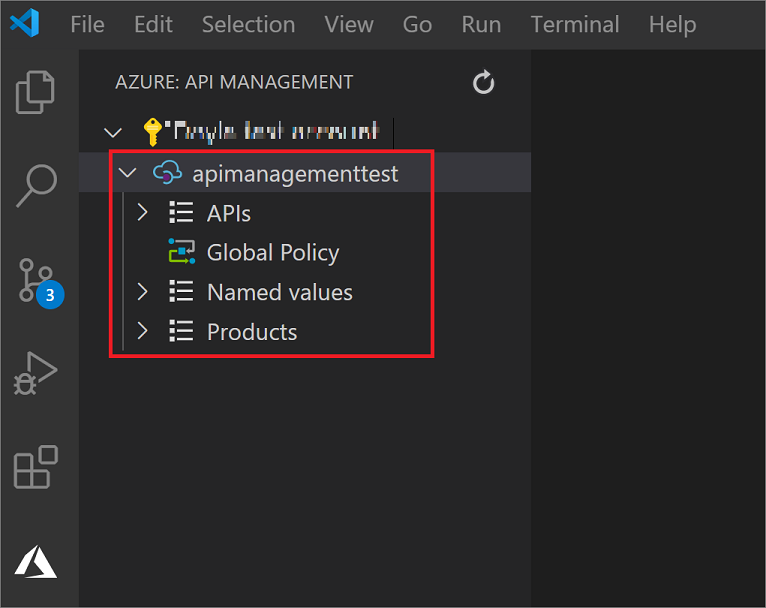 File Edit Selection View Go Run Terminal Help
AZURE: API MANAGEMENT
apimanagementtest
APIs
Global Policy
3
Named values
Products